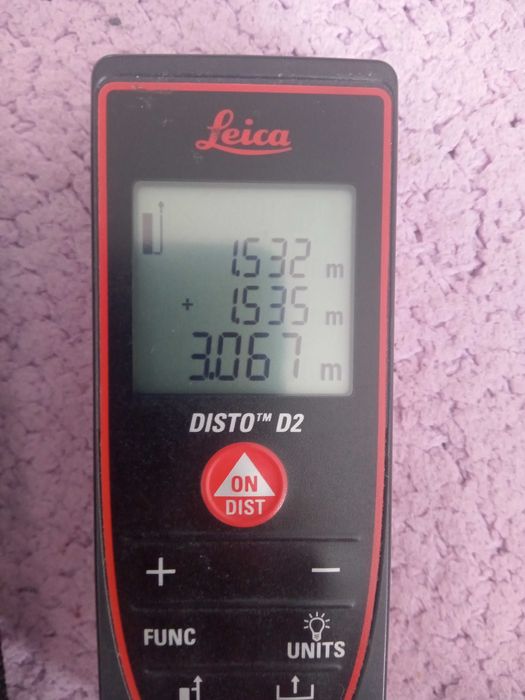 Leica
1.532 m
+ 1.535 m
3.067 m
DISTO™ D2
ON
DIST
+ −
FUNC UNITS